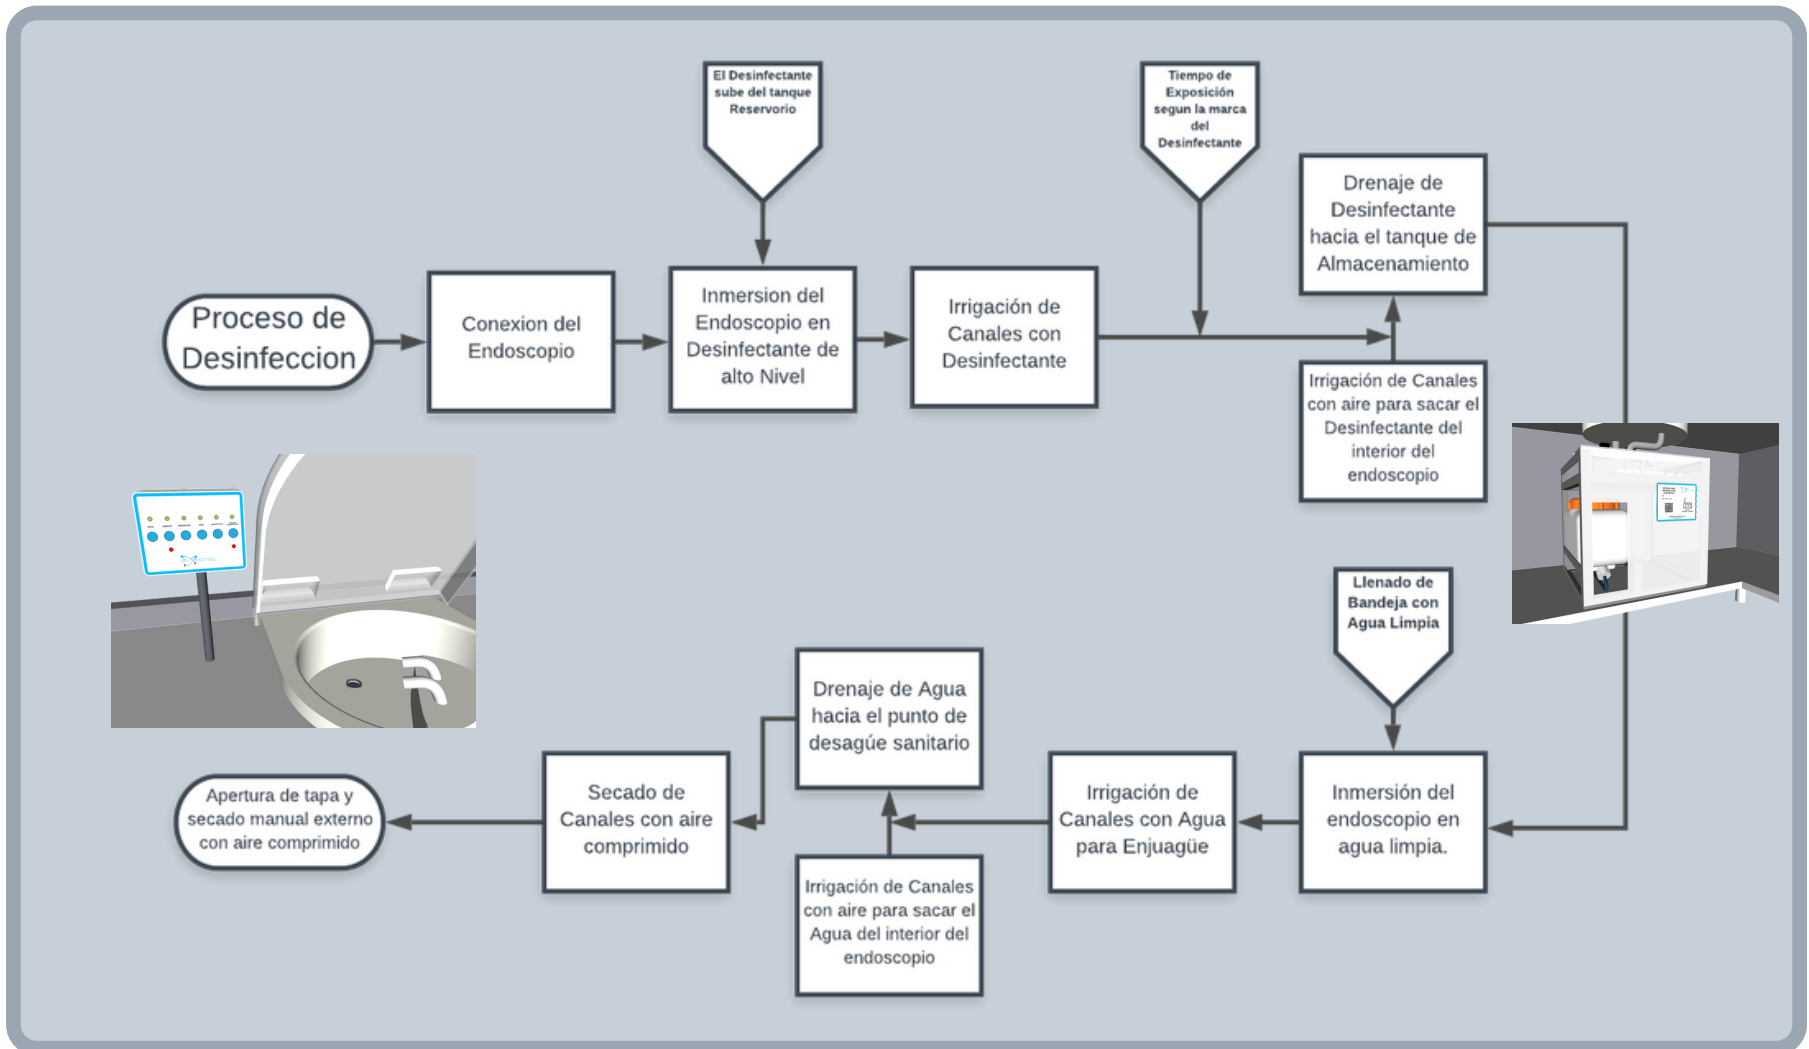 El Desinfectante
sube del tanque
Reservorio
Tiempo de
Exposición
segun la marca
del
Desinfectante
Drenaje de
Desinfectante
hacia el tanque de
Almacenamiento
Proceso de
Desinfeccion
Conexion del
Endoscopio
Inmersion del
Endoscopio en
Desinfectante de
alto Nivel
Irrigación de
Canales con
Desinfectante
Irrigación de Canales
con aire para sacar el
Desinfectante del
interior del
endoscopio
Llenado de
Bandeja con
Agua Limpia
Inmersión del
endoscopio en
agua limpia.
Irrigación de
Canales con Agua
para Enjuagüe
Drenaje de Agua
hacia el punto de
desagúe sanitario
Irrigación de Canales
con aire para sacar el
Agua del interior del
endoscopio
Secado de
Canales con aire
comprimido
Apertura de tapa y
secado manual externo
con aire comprimido